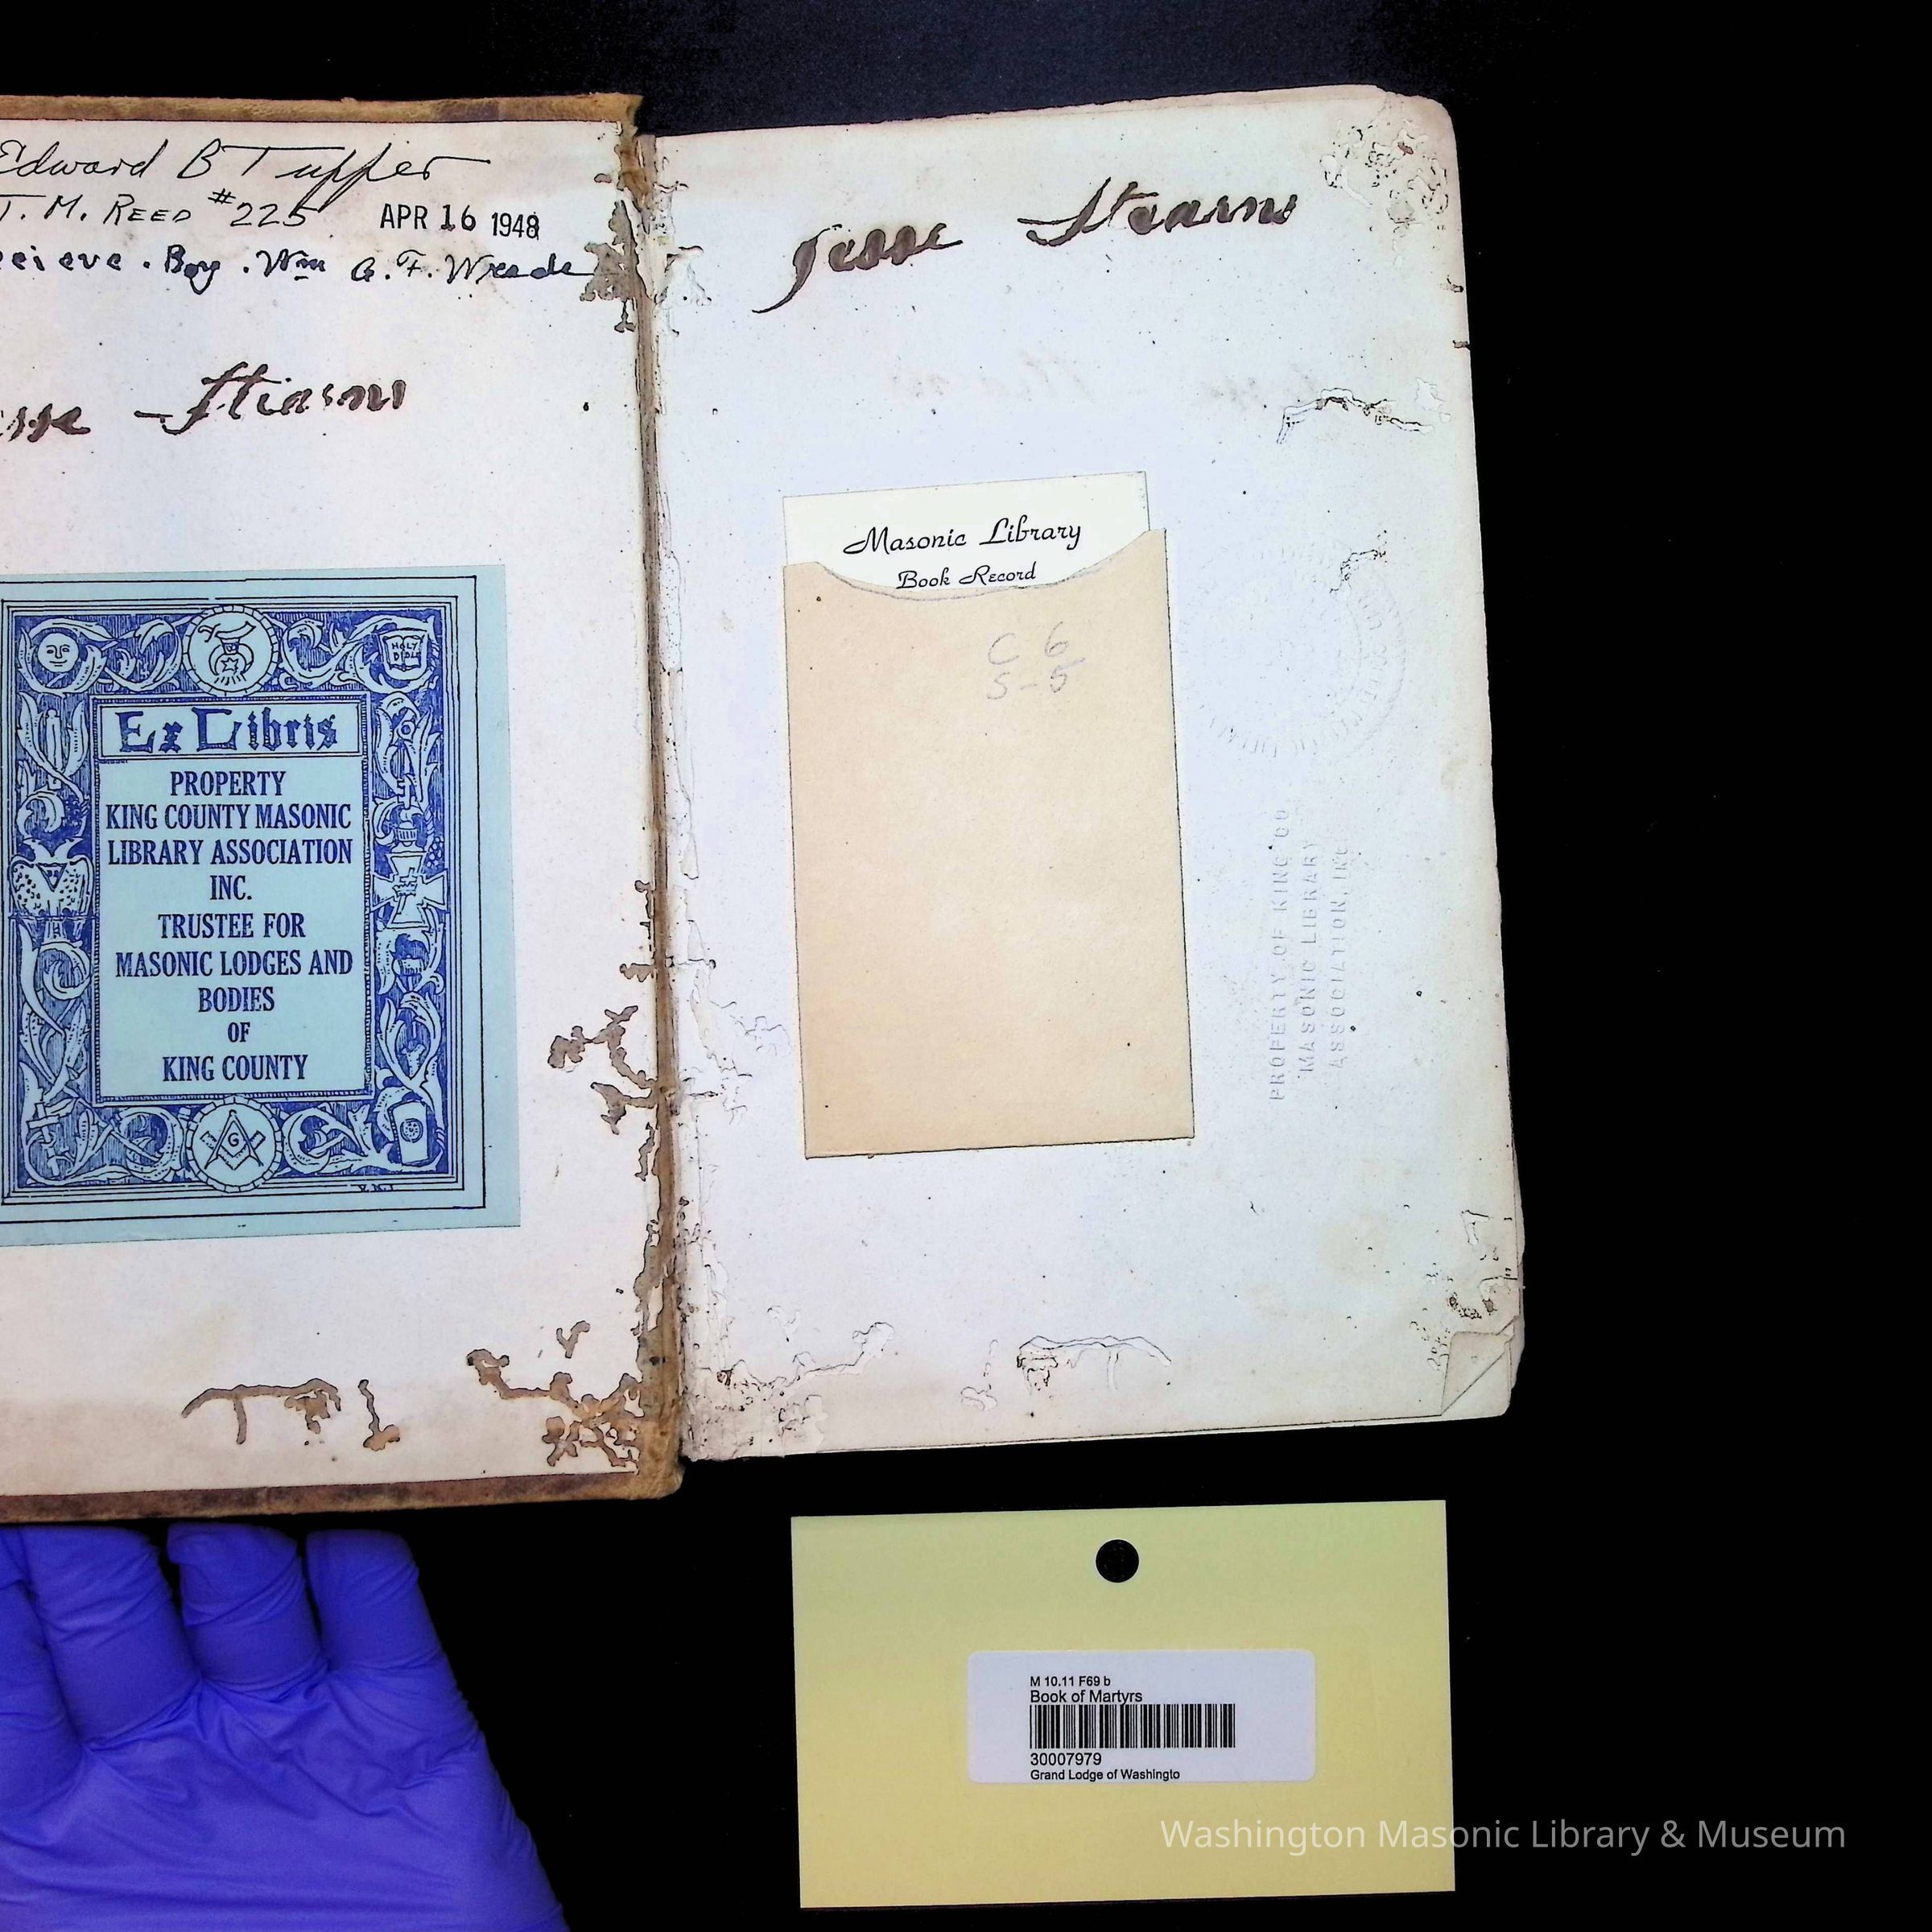 Edward B Tupper
T. M. REED #225
APR 16 1948
Wm G. F.
Stearns
HOLY BIBLE
Ex Libris
PROPERTY
KING COUNTY MASONIC
LIBRARY ASSOCIATION
INC.
TRUSTEE FOR
MASONIC LODGES AND
BODIES
OF
KING COUNTY
G
Jesse Stearns
Masonic Library
Book Record
C 6
S-5
PROPERTY OF KING CO
MASONIC LIBRARY
ASSOCIATION, INC
M 10.11 F69 b
Book of Martyrs
30007979
Grand Lodge of Washingto
Washington Masonic Library & Museum